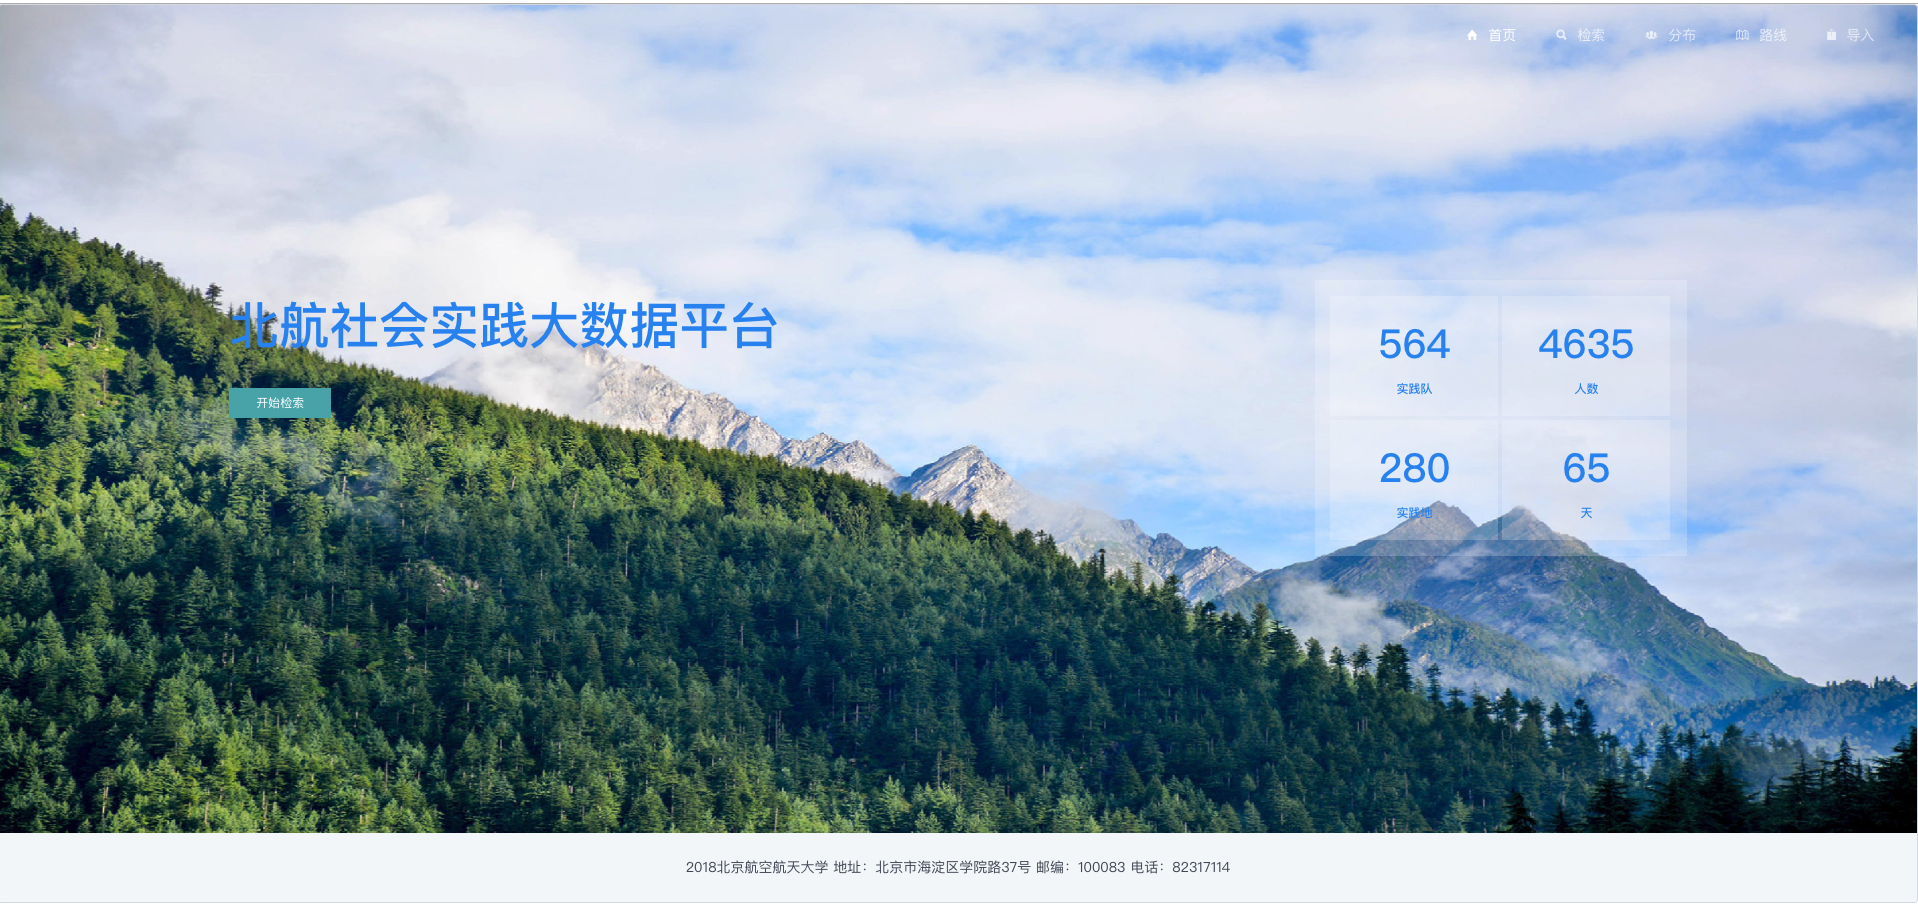 首页 检索 分布 路线 导入
北航社会实践大数据平台
开始检索
564 4635
实践队 人数
280 65
实践地 天
2018北京航空航天大学 地址：北京市海淀区学院路37号 邮编：100083 电话：82317114